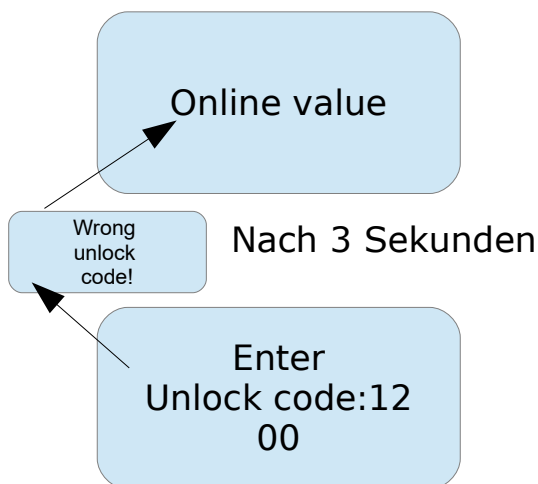 Online value
Wrong
unlock
code!
Nach 3 Sekunden
Enter
Unlock code:12
00